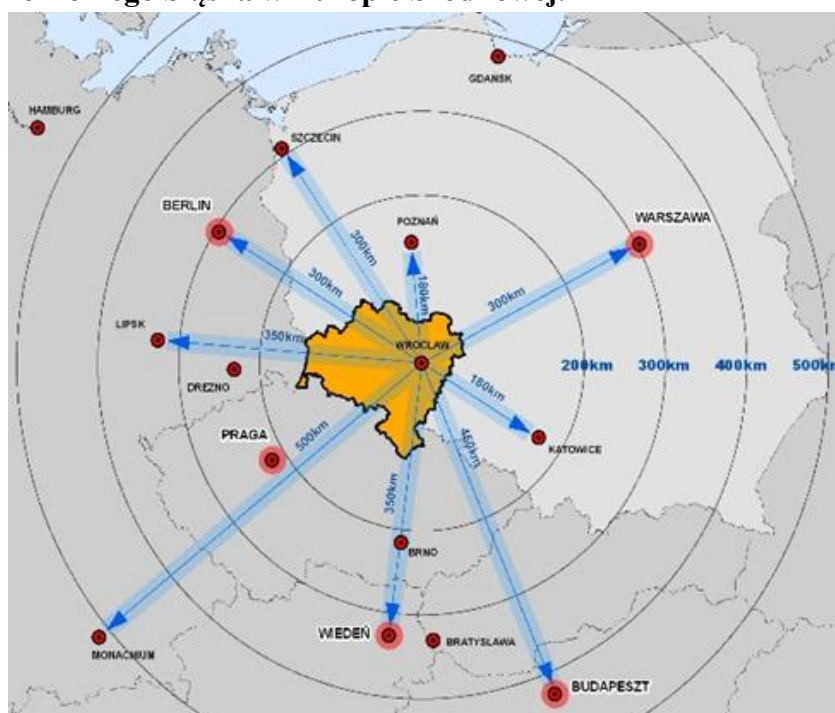 GDAŃSK
HAMBURG
SZCZECIN
BERLIN
POZNAŃ
WARSZAWA
300km
300km
180km
300km
LIPSK
350km
WROCŁAW
DREZNO
200km
300km
400km
500km
180km
PRAGA
500km
450km
KATOWICE
350km
BRNO
WIEDEŃ
BRATYSŁAWA
MONACHIUM
BUDAPESZT